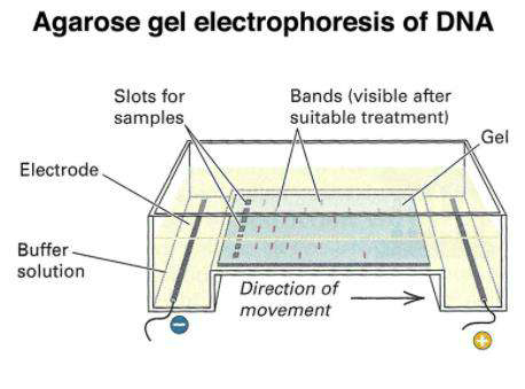 Agarose gel electrophoresis of DNA
Slots for
samples
Bands (visible after
suitable treatment)
Gel
Electrode
Buffer
solution
Direction of
movement
−
+